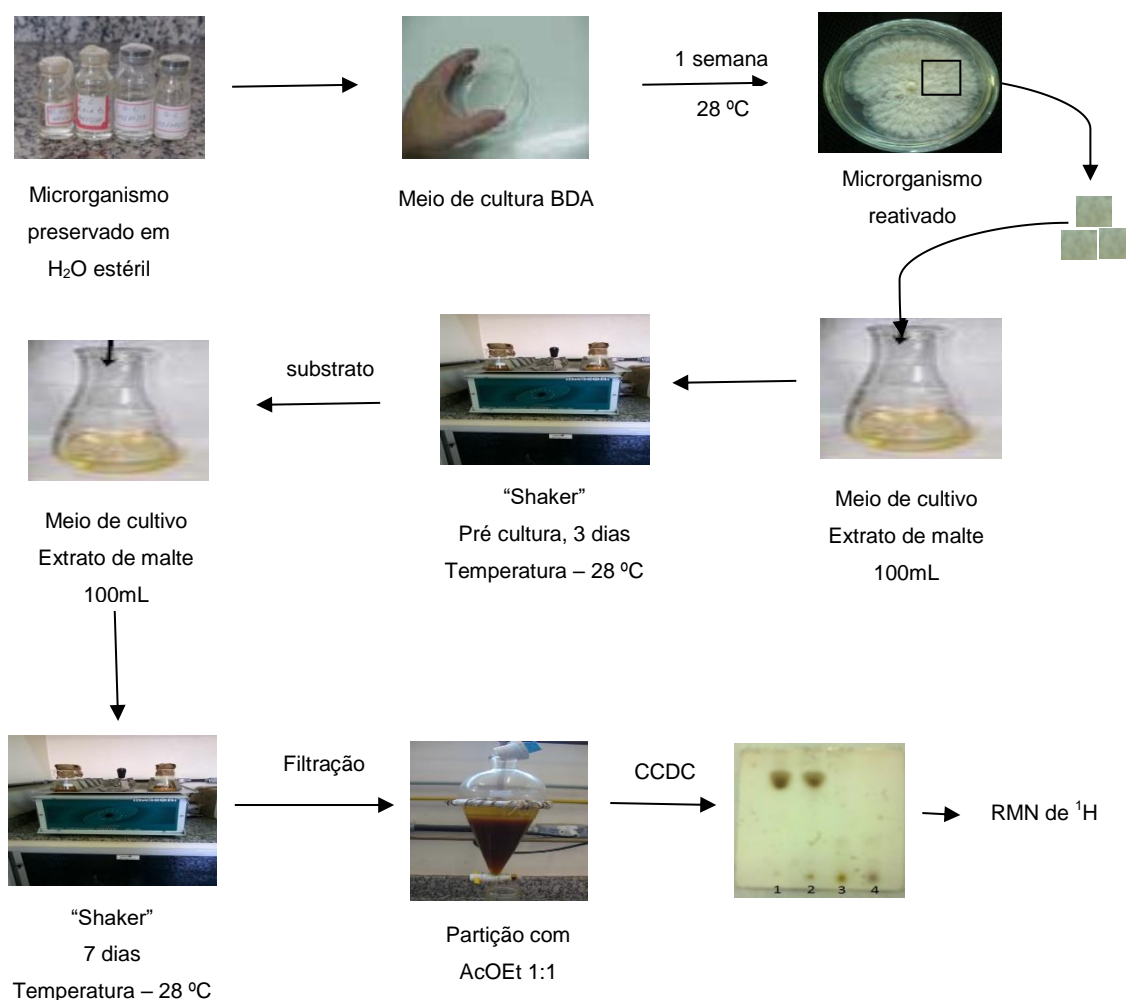 1 semana
28 ºC
Microrganismo
preservado em
H₂O estéril
Meio de cultura BDA
Microrganismo
reativado
substrato
“Shaker”
Pré cultura, 3 dias
Temperatura – 28 ºC
Meio de cultivo
Extrato de malte
100mL
Meio de cultivo
Extrato de malte
100mL
Filtração
CCDC
RMN de ¹H
1 2 3 4
“Shaker”
7 dias
Temperatura – 28 ºC
Partição com
AcOEt 1:1